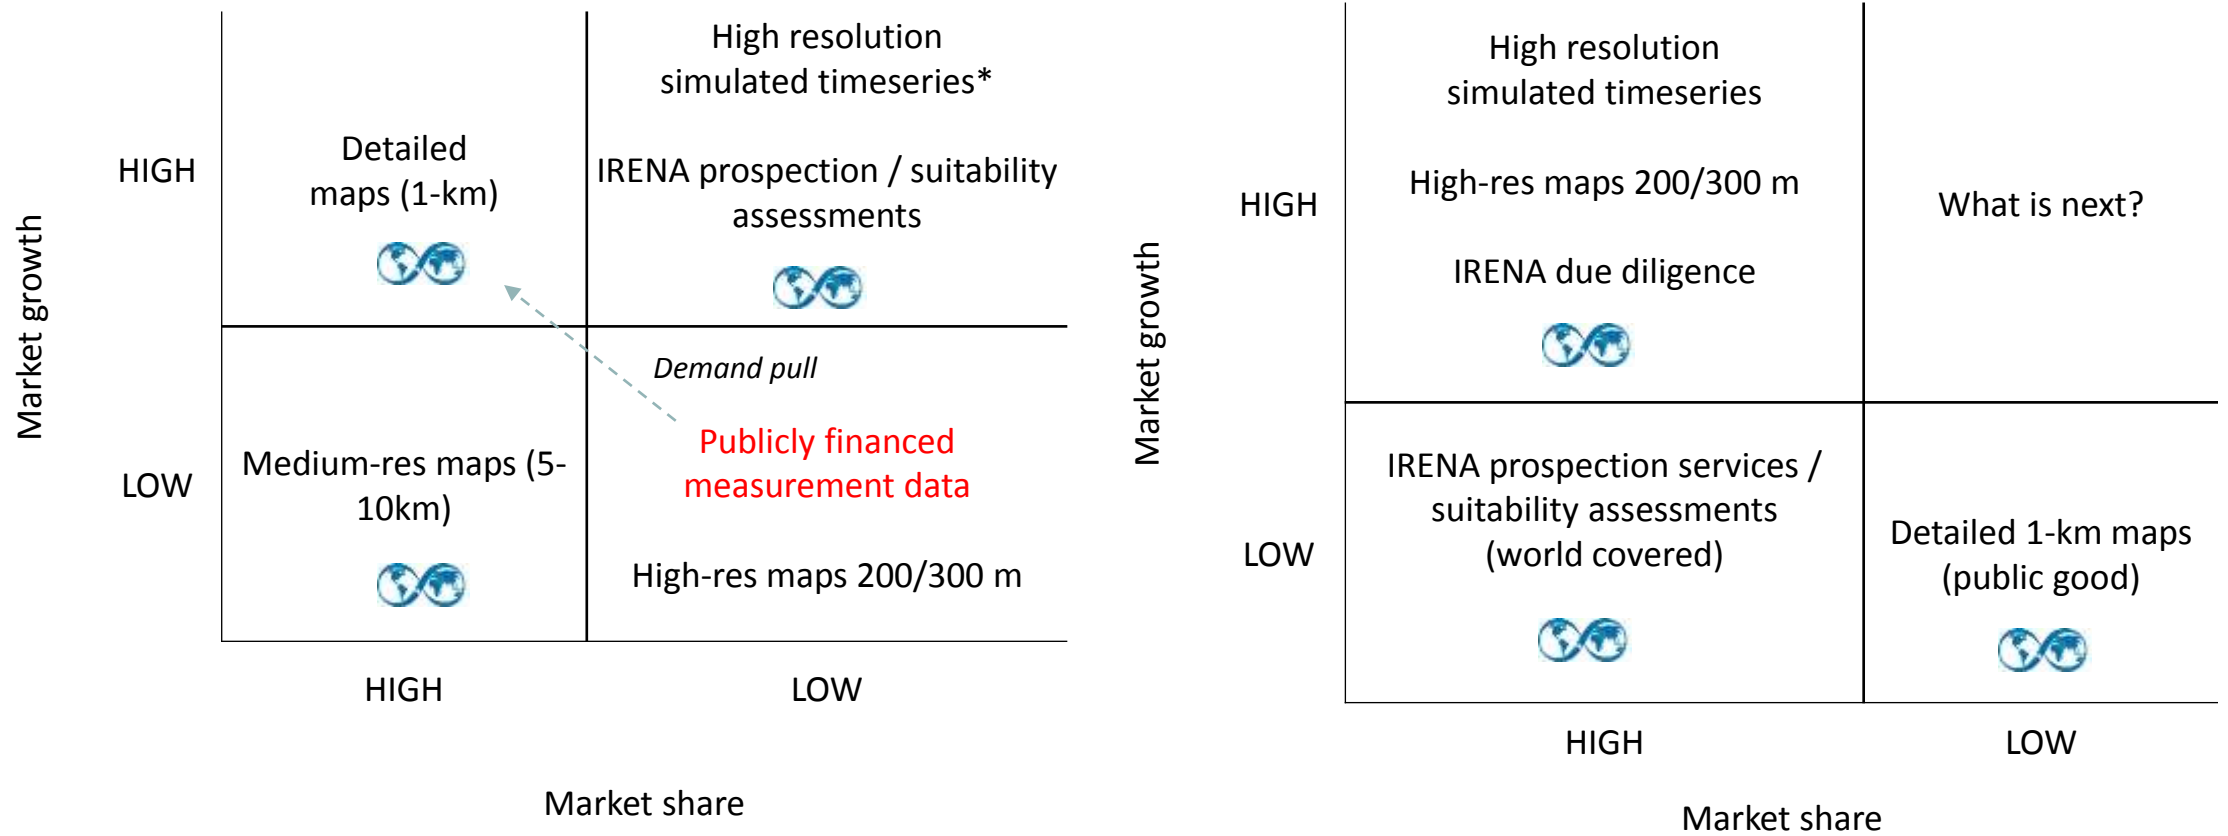 High resolution
simulated timeseries*
Detailed
maps (1-km)
IRENA prospection / suitability
assessments
HIGH
Market growth
Demand pull
Publicly financed
measurement data
Medium-res maps (5-
10km)
LOW
High-res maps 200/300 m
HIGH
LOW
Market share
High resolution
simulated timeseries
High-res maps 200/300 m
HIGH
What is next?
IRENA due diligence
Market growth
IRENA prospection services /
suitability assessments
(world covered)
LOW
Detailed 1-km maps
(public good)
HIGH
LOW
Market share